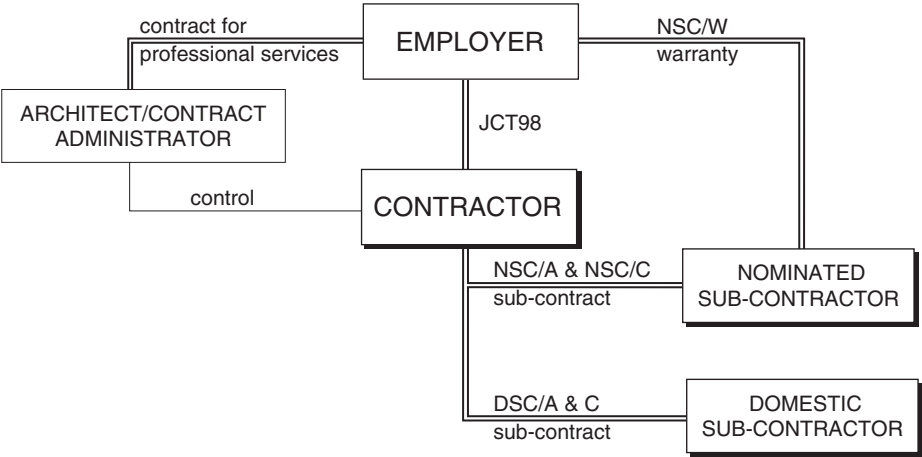 contract for
professional services
EMPLOYER
NSC/W
warranty
ARCHITECT/CONTRACT
ADMINISTRATOR
JCT98
control
CONTRACTOR
NSC/A & NSC/C
sub-contract
NOMINATED
SUB-CONTRACTOR
DSC/A & C
sub-contract
DOMESTIC
SUB-CONTRACTOR